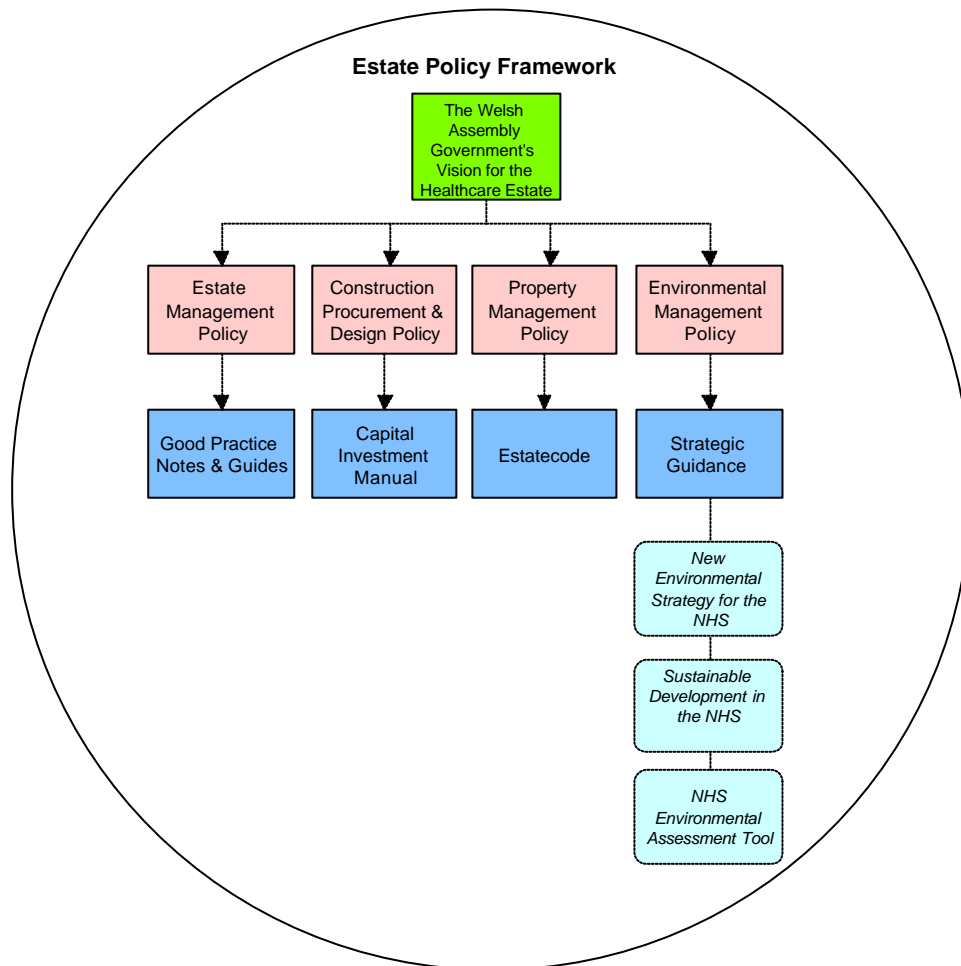 Estate Policy Framework
The Welsh
Assembly
Government's
Vision for the
Healthcare Estate
Estate
Management
Policy
Construction
Procurement &
Design Policy
Property
Management
Policy
Environmental
Management
Policy
Good Practice
Notes & Guides
Capital
Investment
Manual
Estatecode
Strategic
Guidance
New
Environmental
Strategy for the
NHS
Sustainable
Development in
the NHS
NHS
Environmental
Assessment Tool